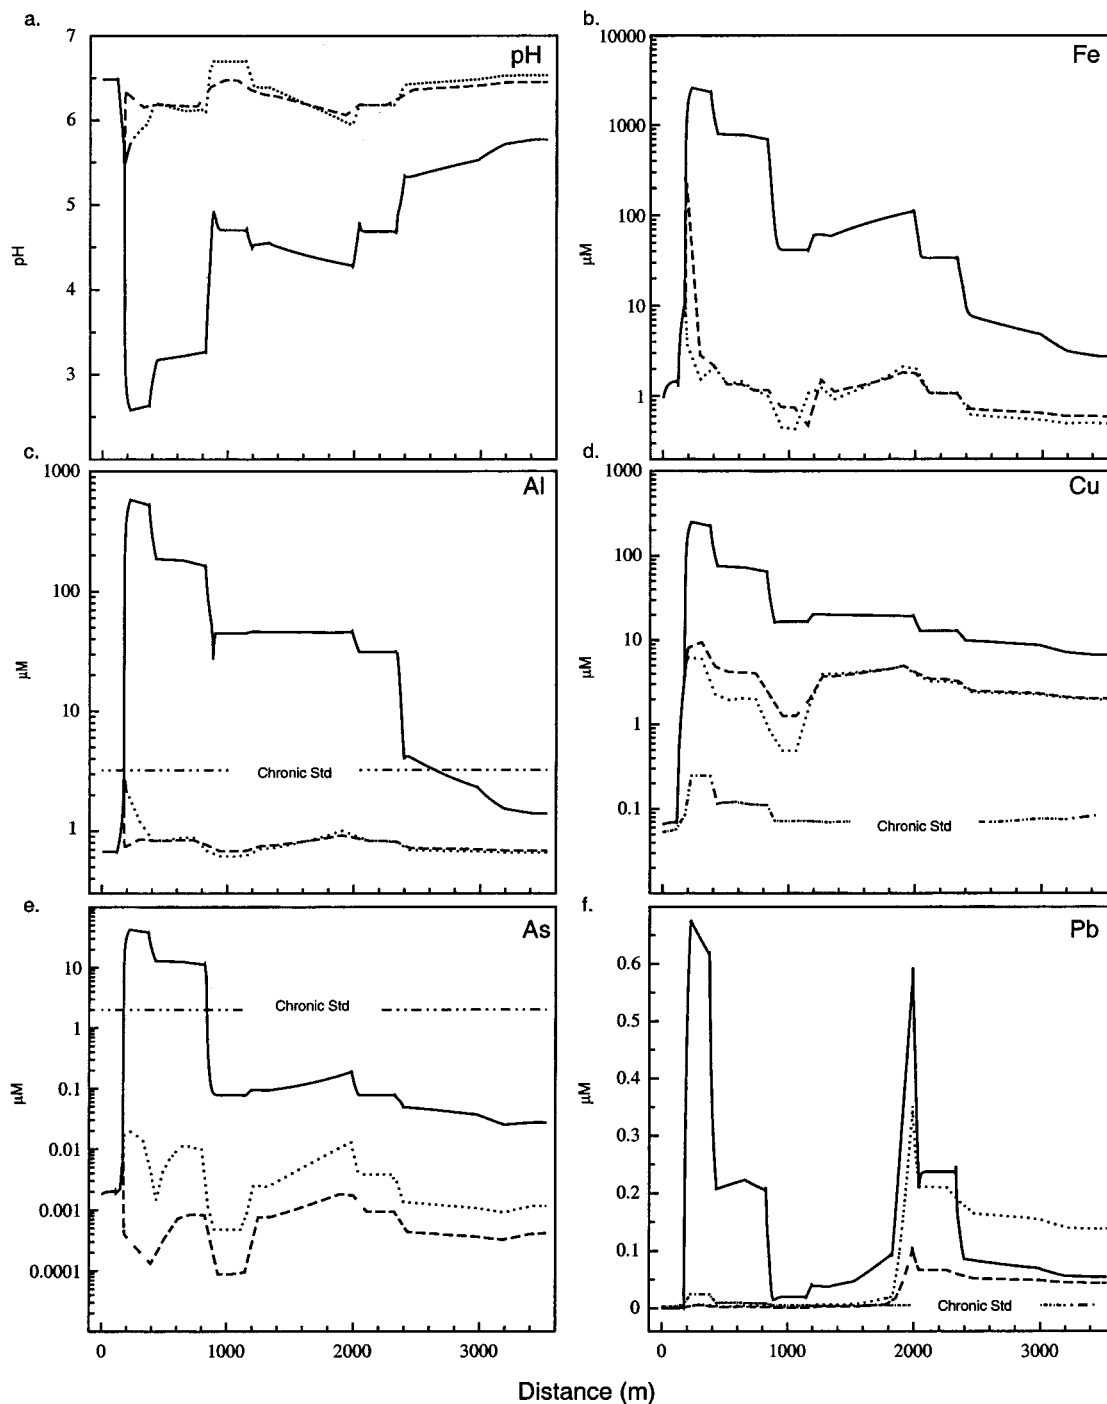 a.
b.
7
6
5
4
3
pH
pH
10000
1000
100
10
1
μM
Fe
c.
d.
1000
100
10
1
μM
Al
Chronic Std
1000
100
10
1
0.1
μM
Cu
Chronic Std
e.
f.
10
1
0.1
0.01
0.001
0.0001
μM
As
Chronic Std
0.6
0.5
0.4
0.3
0.2
0.1
0
μM
Pb
Chronic Std
0 1000 2000 3000
0 1000 2000 3000
Distance (m)